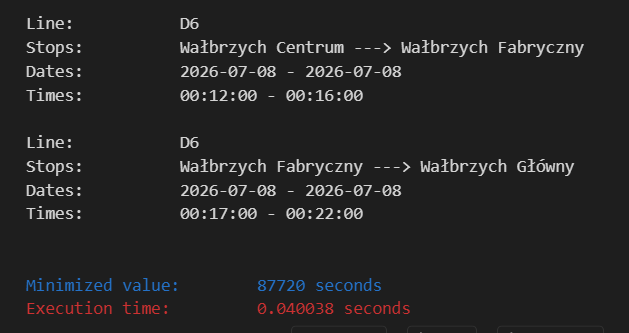 Line: D6
Stops: Wałbrzych Centrum ---> Wałbrzych Fabryczny
Dates: 2026-07-08 - 2026-07-08
Times: 00:12:00 - 00:16:00
Line: D6
Stops: Wałbrzych Fabryczny ---> Wałbrzych Główny
Dates: 2026-07-08 - 2026-07-08
Times: 00:17:00 - 00:22:00
Minimized value: 87720 seconds
Execution time: 0.040038 seconds